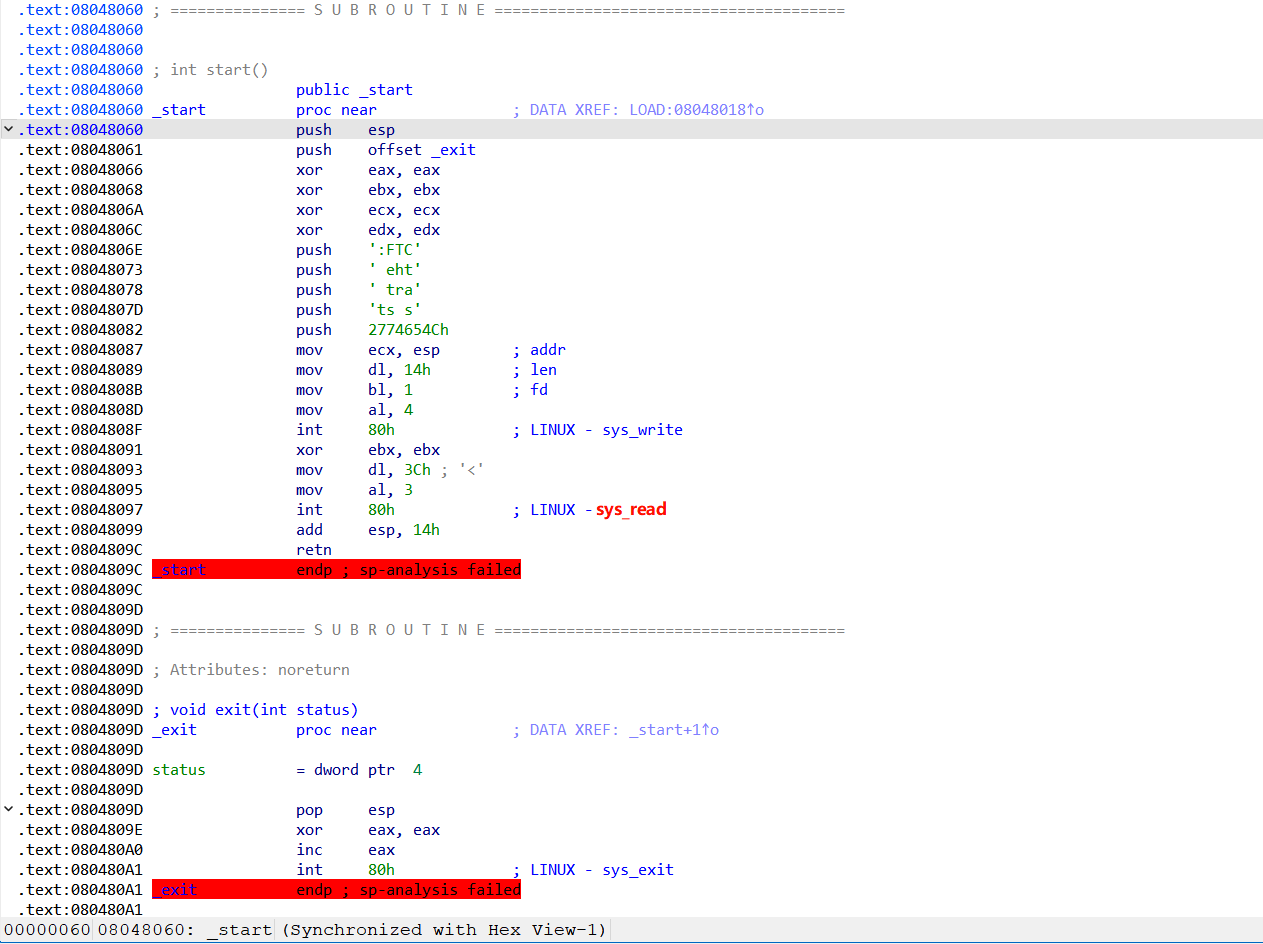 .text:08048060 ; =============== S U B R O U T I N E =======================================
.text:08048060
.text:08048060
.text:08048060 ; int start()
.text:08048060 public _start
.text:08048060 _start proc near ; DATA XREF: LOAD:08048018↑o
.text:08048060 push esp
.text:08048061 push offset _exit
.text:08048066 xor eax, eax
.text:08048068 xor ebx, ebx
.text:0804806A xor ecx, ecx
.text:0804806C xor edx, edx
.text:0804806E push ':FTC'
.text:08048073 push ' eht'
.text:08048078 push ' tra'
.text:0804807D push 'ts s'
.text:08048082 push 2774654Ch
.text:08048087 mov ecx, esp ; addr
.text:08048089 mov dl, 14h ; len
.text:0804808B mov bl, 1 ; fd
.text:0804808D mov al, 4
.text:0804808F int 80h ; LINUX - sys_write
.text:08048091 xor ebx, ebx
.text:08048093 mov dl, 3Ch ; '<'
.text:08048095 mov al, 3
.text:08048097 int 80h ; LINUX - sys_read
.text:08048099 add esp, 14h
.text:0804809C retn
.text:0804809C _start endp ; sp-analysis failed
.text:0804809C
.text:0804809D
.text:0804809D ; =============== S U B R O U T I N E =======================================
.text:0804809D
.text:0804809D ; Attributes: noreturn
.text:0804809D
.text:0804809D ; void exit(int status)
.text:0804809D _exit proc near ; DATA XREF: _start+1↑o
.text:0804809D
.text:0804809D status = dword ptr 4
.text:0804809D
.text:0804809D pop esp
.text:0804809E xor eax, eax
.text:080480A0 inc eax
.text:080480A1 int 80h ; LINUX - sys_exit
.text:080480A1 _exit endp ; sp-analysis failed
.text:080480A1
00000060 08048060: _start (Synchronized with Hex View-1)